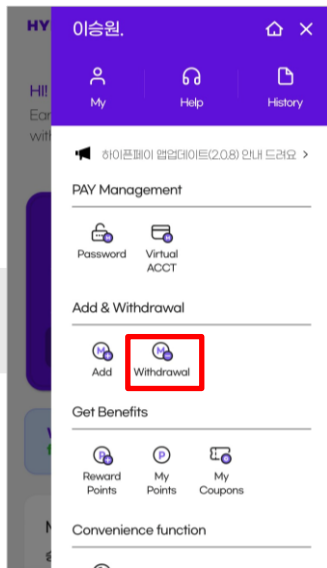 HY
이승원.
My
Help
History
HI!
Ear
with
하이픈페이 앱업데이트(2.0.8) 안내 드려요 >
PAY Management
Password
Virtual
ACCT
Add & Withdrawal
Add
Withdrawal
Get Benefits
Reward
Points
My
Points
My
Coupons
Convenience function